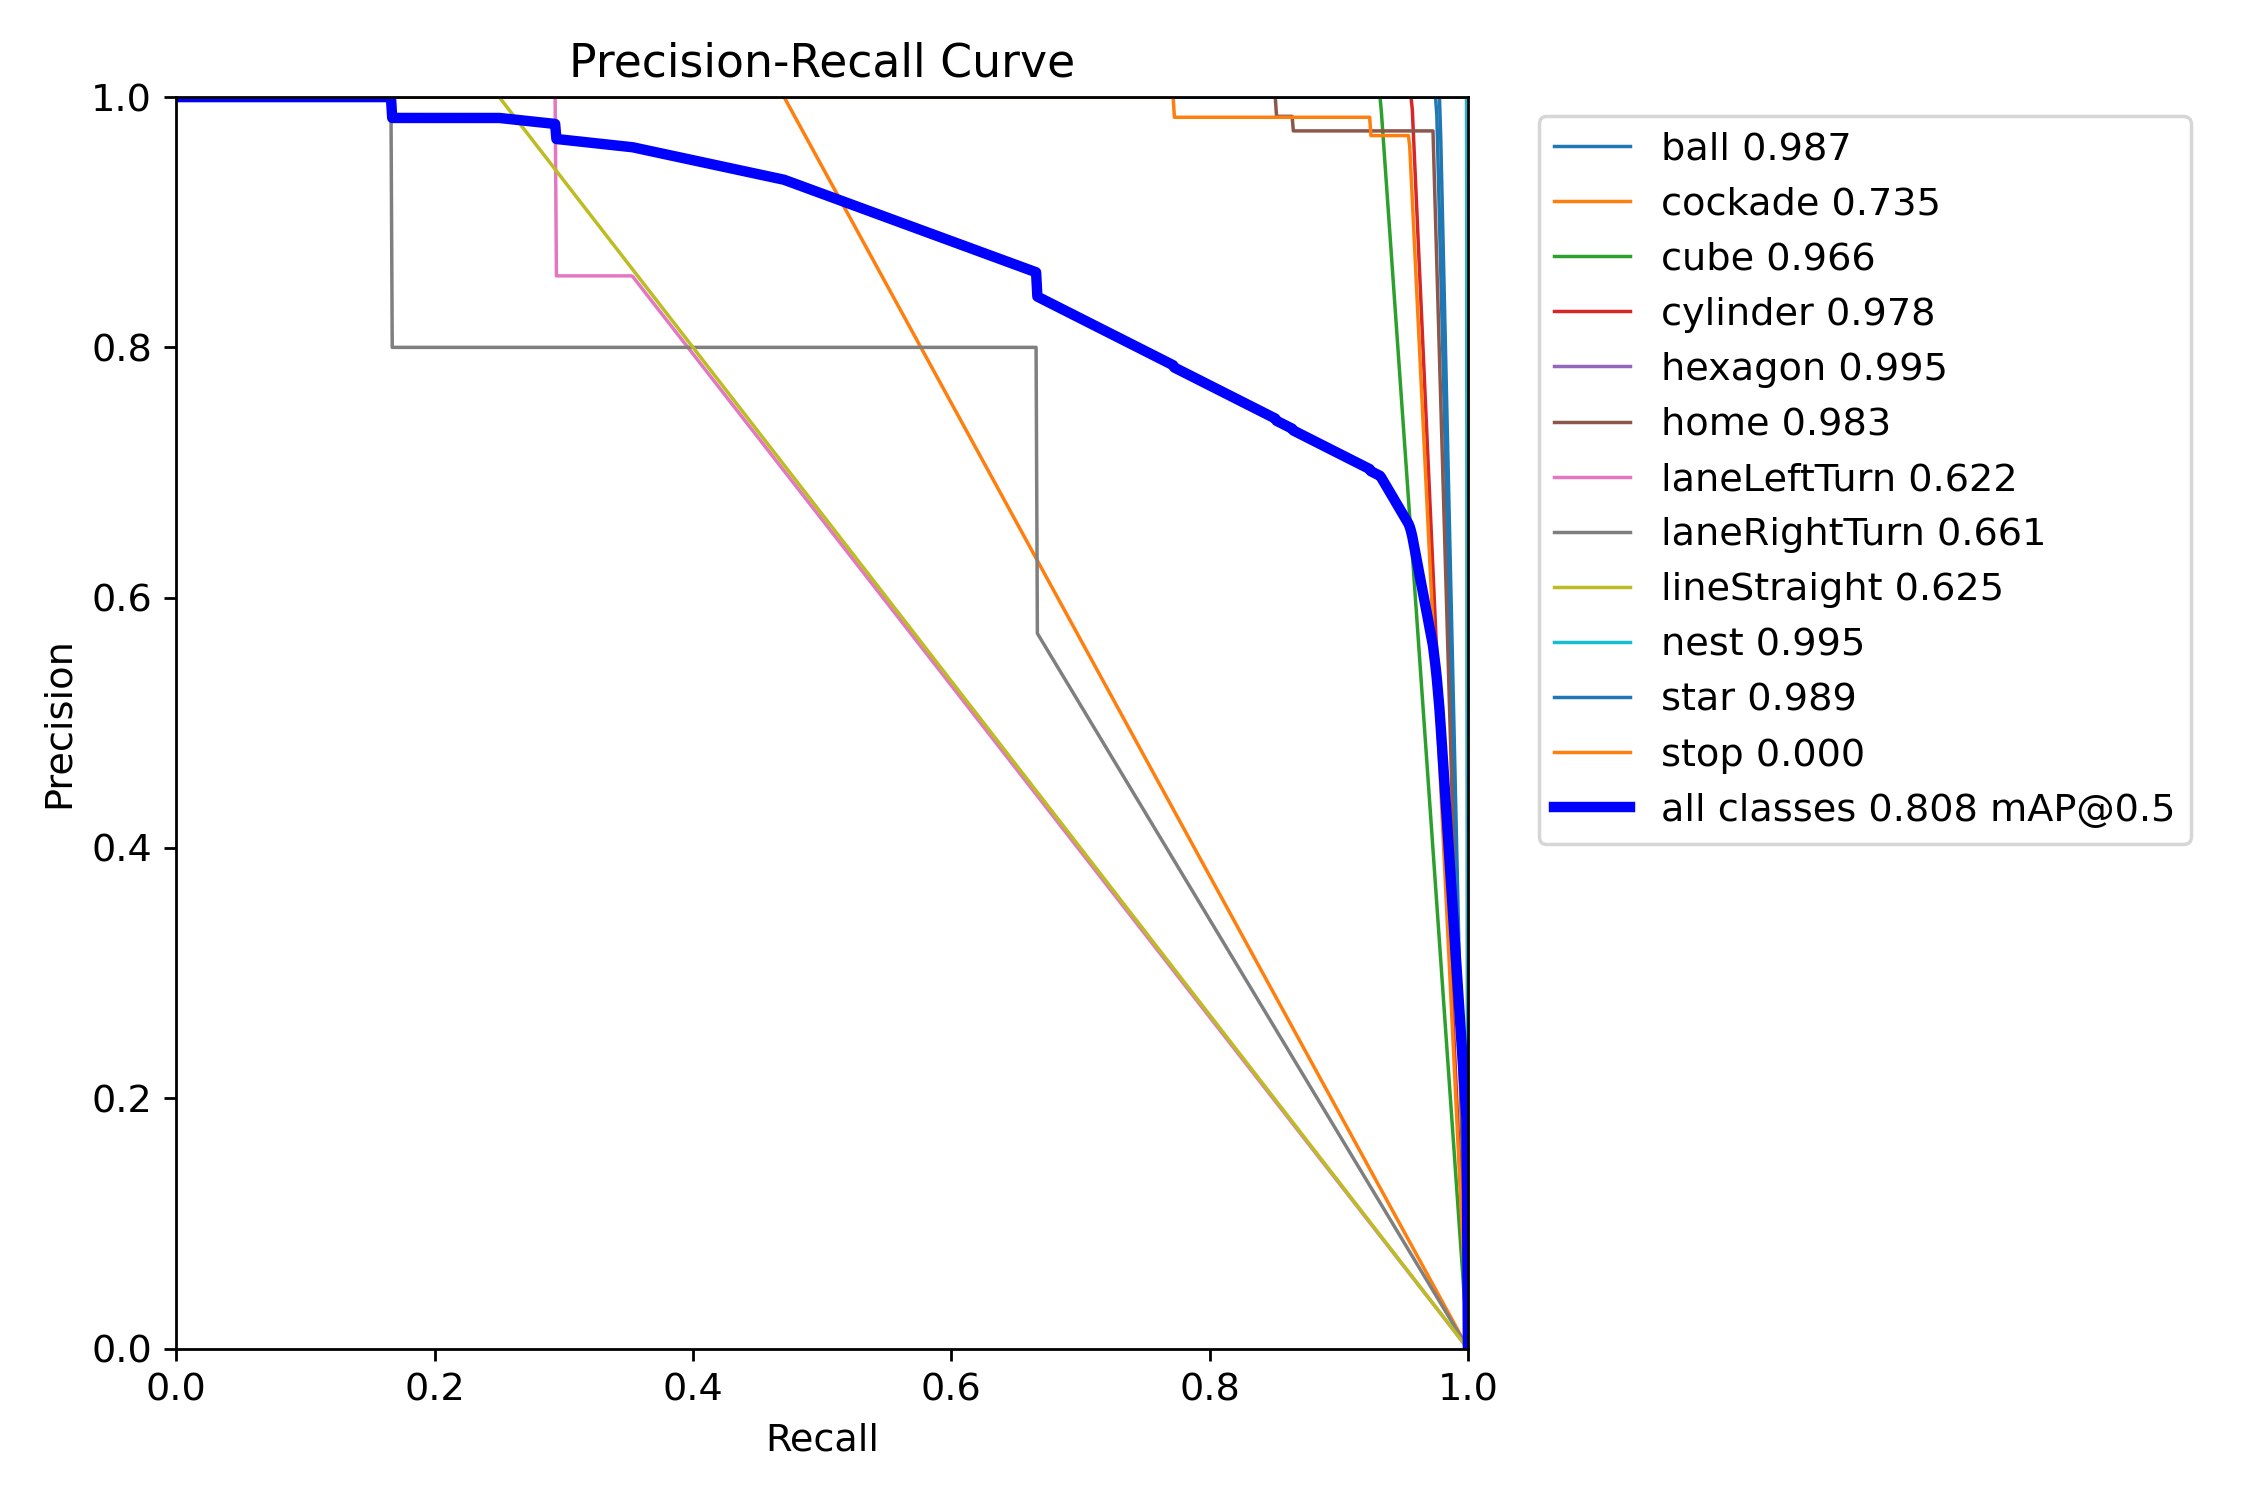 Precision-Recall Curve
1.0
0.8
0.6
0.4
0.2
0.0
Precision
0.0 0.2 0.4 0.6 0.8 1.0
Recall
ball 0.987
cockade 0.735
cube 0.966
cylinder 0.978
hexagon 0.995
home 0.983
laneLeftTurn 0.622
laneRightTurn 0.661
lineStraight 0.625
nest 0.995
star 0.989
stop 0.000
all classes 0.808 mAP@0.5